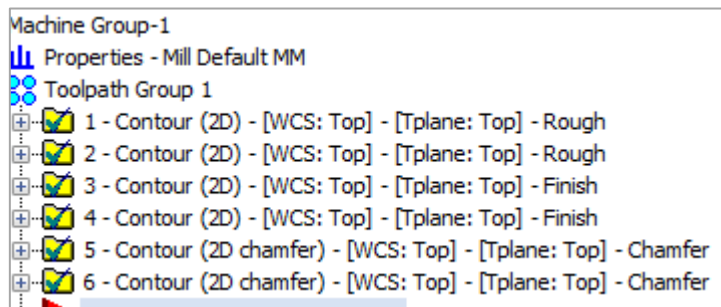 Machine Group-1
Properties - Mill Default MM
Toolpath Group 1
1 - Contour (2D) - [WCS: Top] - [Tplane: Top] - Rough
2 - Contour (2D) - [WCS: Top] - [Tplane: Top] - Rough
3 - Contour (2D) - [WCS: Top] - [Tplane: Top] - Finish
4 - Contour (2D) - [WCS: Top] - [Tplane: Top] - Finish
5 - Contour (2D chamfer) - [WCS: Top] - [Tplane: Top] - Chamfer
6 - Contour (2D chamfer) - [WCS: Top] - [Tplane: Top] - Chamfer